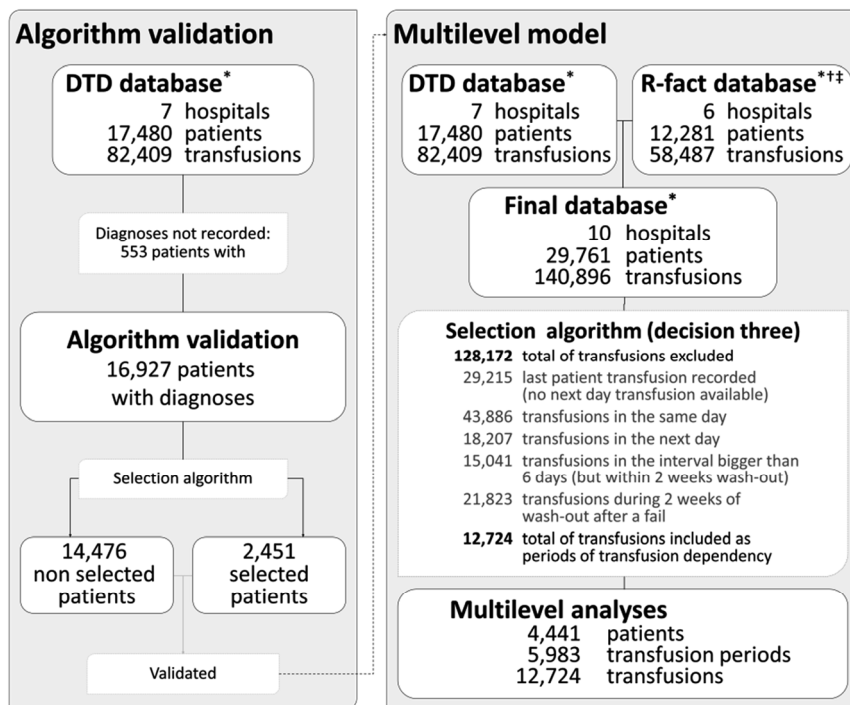 Algorithm validation
DTD database*
7 hospitals
17,480 patients
82,409 transfusions
Diagnoses not recorded:
553 patients with
Algorithm validation
16,927 patients
with diagnoses
Selection algorithm
14,476
non selected
patients
2,451
selected
patients
Validated
Multilevel model
DTD database*
7 hospitals
17,480 patients
82,409 transfusions
R-fact database*†‡
6 hospitals
12,281 patients
58,487 transfusions
Final database*
10 hospitals
29,761 patients
140,896 transfusions
Selection algorithm (decision three)
128,172 total of transfusions excluded
29,215 last patient transfusion recorded
(no next day transfusion available)
43,886 transfusions in the same day
18,207 transfusions in the next day
15,041 transfusions in the interval bigger than
6 days (but within 2 weeks wash-out)
21,823 transfusions during 2 weeks of
wash-out after a fail
12,724 total of transfusions included as
periods of transfusion dependency
Multilevel analyses
4,441 patients
5,983 transfusion periods
12,724 transfusions